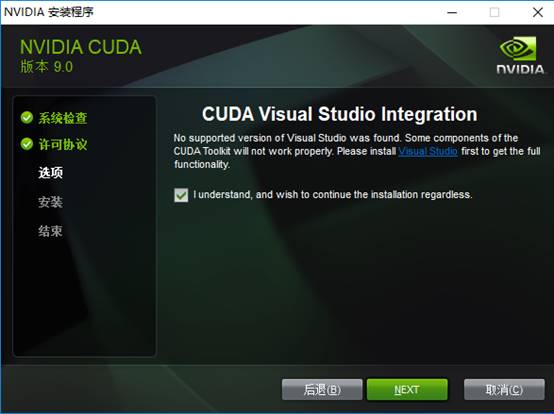 NVIDIA 安装程序
NVIDIA CUDA
版本 9.0
NVIDIA.
系统检查
许可协议
选项
安装
结束
CUDA Visual Studio Integration
No supported version of Visual Studio was found. Some components of the
CUDA Toolkit will not work properly. Please install Visual Studio first to get the full
functionality.
I understand, and wish to continue the installation regardless.
后退(B)
NEXT
取消(C)